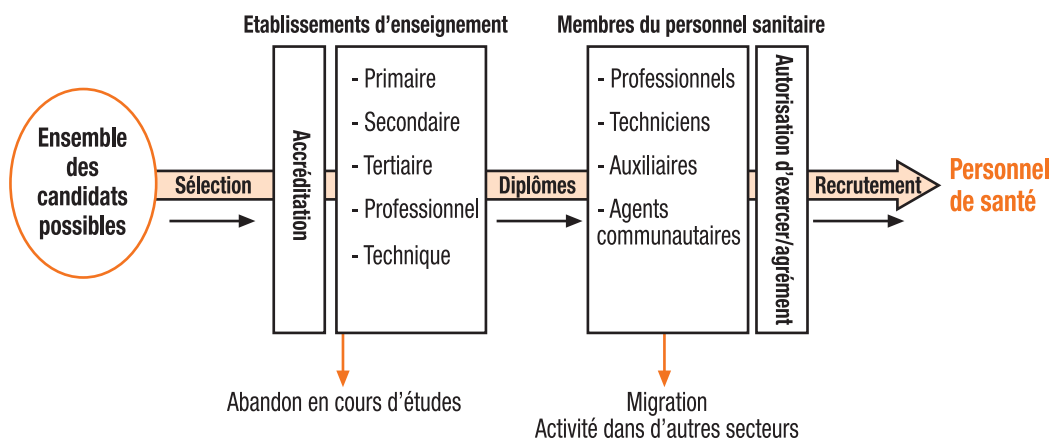 Etablissements d'enseignement
Membres du personnel sanitaire
Ensemble
des
candidats
possibles
Sélection
Accréditation
- Primaire
- Secondaire
- Tertiaire
- Professionnel
- Technique
Diplômes
- Professionnels
- Techniciens
- Auxiliaires
- Agents
communautaires
Autorisation d'exercer/agrément
Recrutement
Personnel
de santé
Abandon en cours d'études
Migration
Activité dans d'autres secteurs